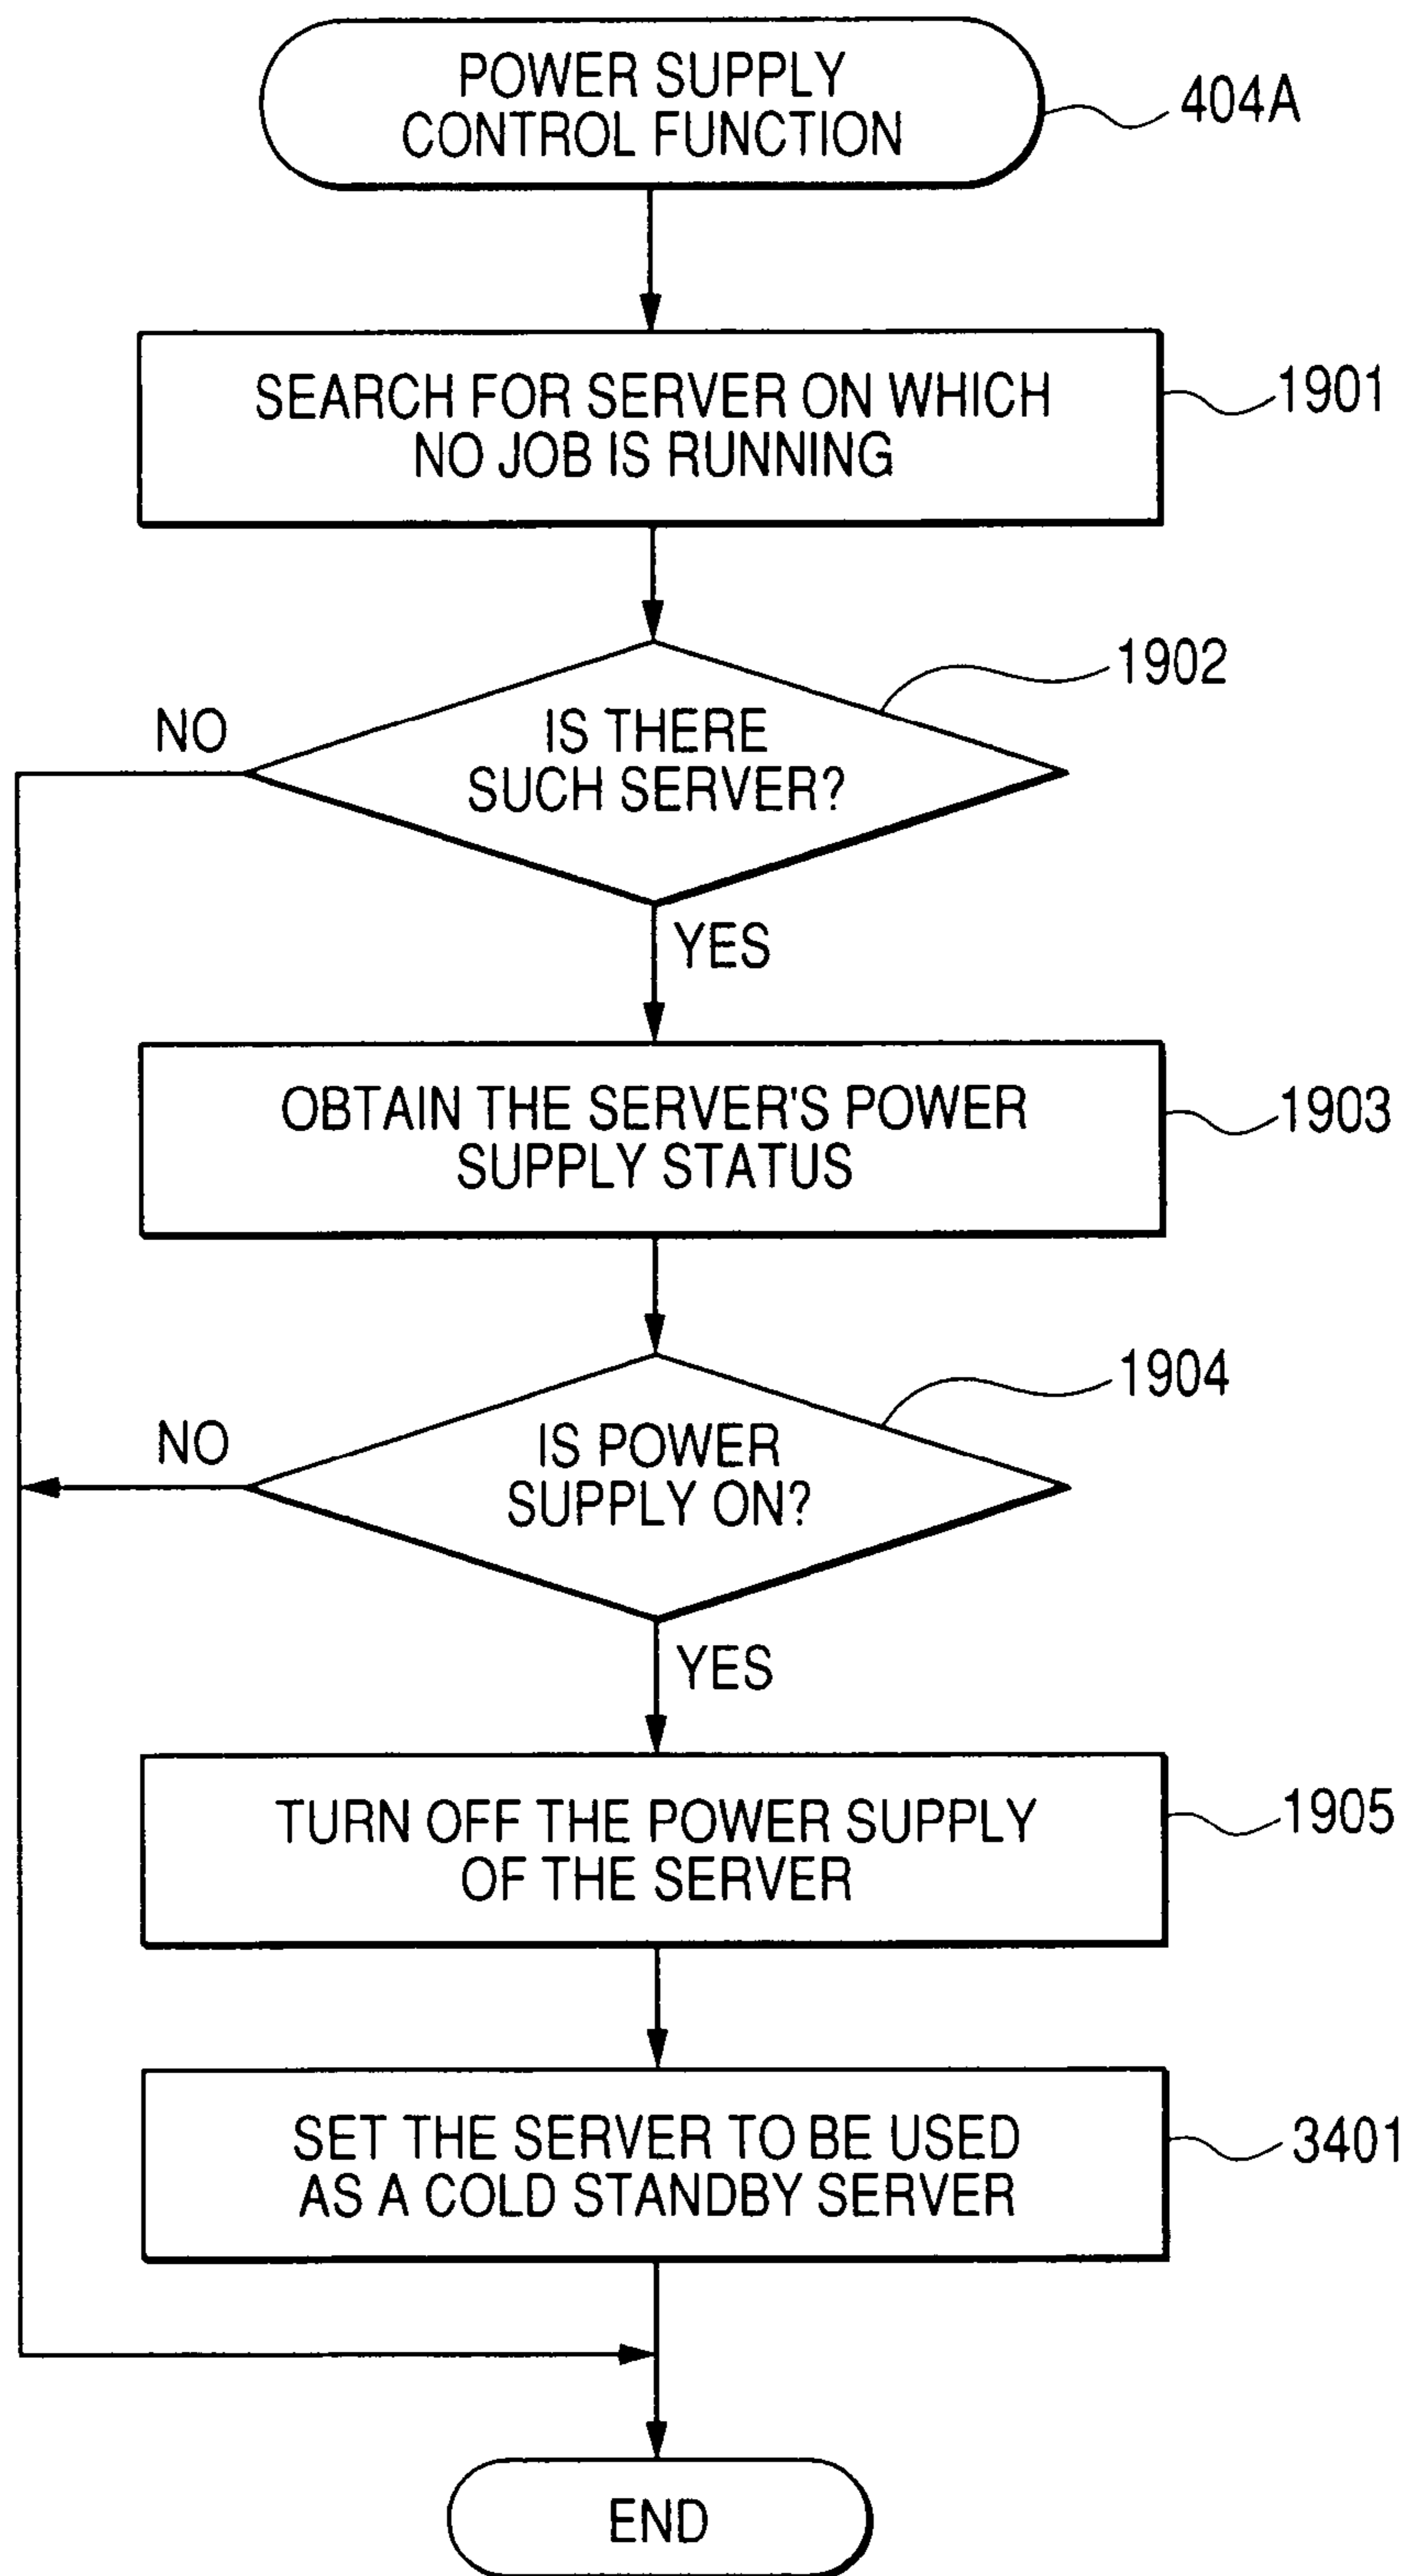 POWER SUPPLY
CONTROL FUNCTION
404A
SEARCH FOR SERVER ON WHICH
NO JOB IS RUNNING
1901
1902
NO
IS THERE
SUCH SERVER?
YES
OBTAIN THE SERVER'S POWER
SUPPLY STATUS
1903
1904
NO
IS POWER
SUPPLY ON?
YES
TURN OFF THE POWER SUPPLY
OF THE SERVER
1905
SET THE SERVER TO BE USED
AS A COLD STANDBY SERVER
3401
END